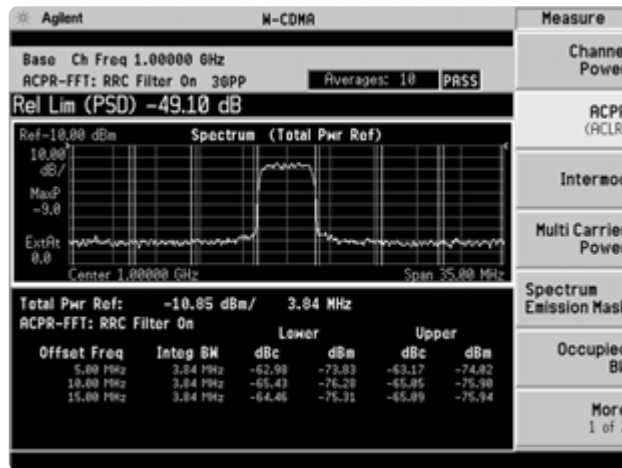 Agilent W-CDMA Measure
Base Ch Freq 1.00000 GHz
ACPR-FFT: RRC Filter On 3GPP Averages: 10 PASS
Rel Lim (PSD) -49.10 dB
Ref-10.00 dBm Spectrum (Total Pwr Ref)
10.00
dB/
MaxP
-9.0
ExtAt
0.0
Center 1.00000 GHz Span 35.00 MHz
Total Pwr Ref: -10.85 dBm/ 3.84 MHz
ACPR-FFT: RRC Filter On
Lower Upper
Offset Freq Integ BW dBc dBm dBc dBm
5.00 MHz 3.84 MHz -62.98 -73.83 -63.17 -74.02
10.00 MHz 3.84 MHz -65.43 -76.28 -65.05 -75.90
15.00 MHz 3.84 MHz -64.46 -75.31 -65.09 -75.94
Channe
Power
ACPR
(ACLR
Intermod
Multi Carrier
Power
Spectrum
Emission Mask
Occupied
BW
More
1 of